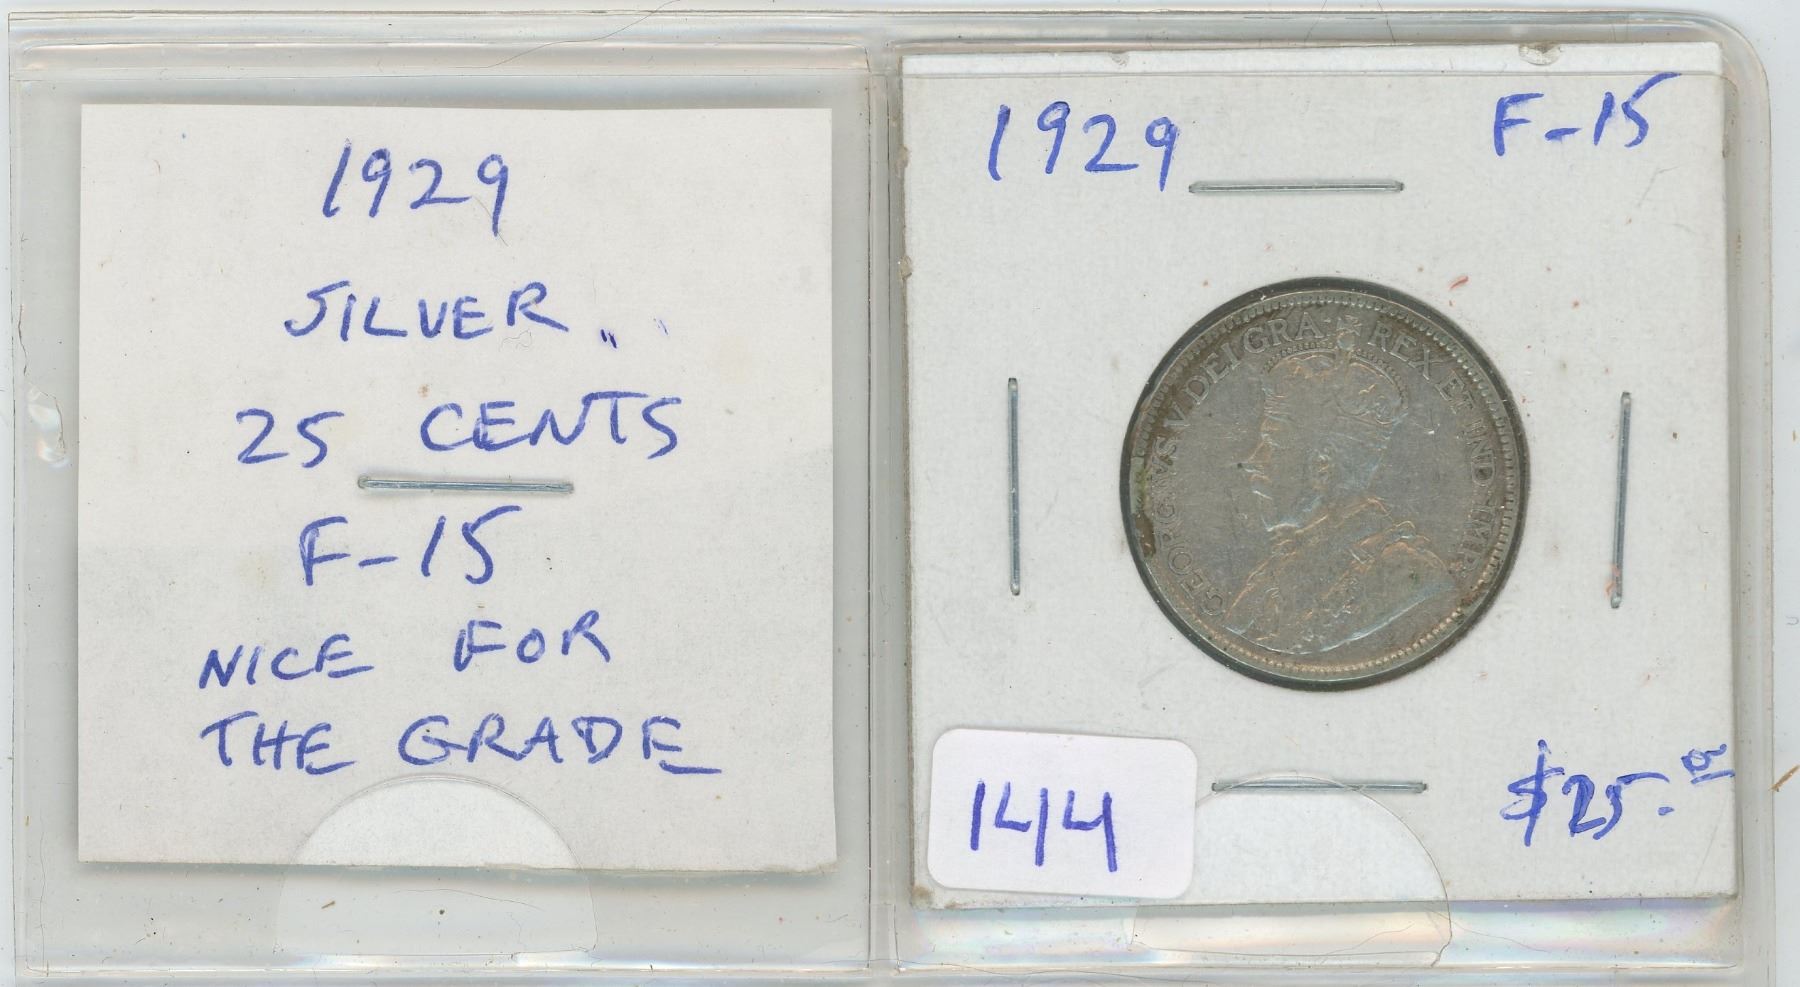 1929
SILVER
25 CENTS
F-15
NICE FOR
THE GRADE
1929 F-15
GEORGIVS V DEI GRA REX ET IND IMP
144
$25.00